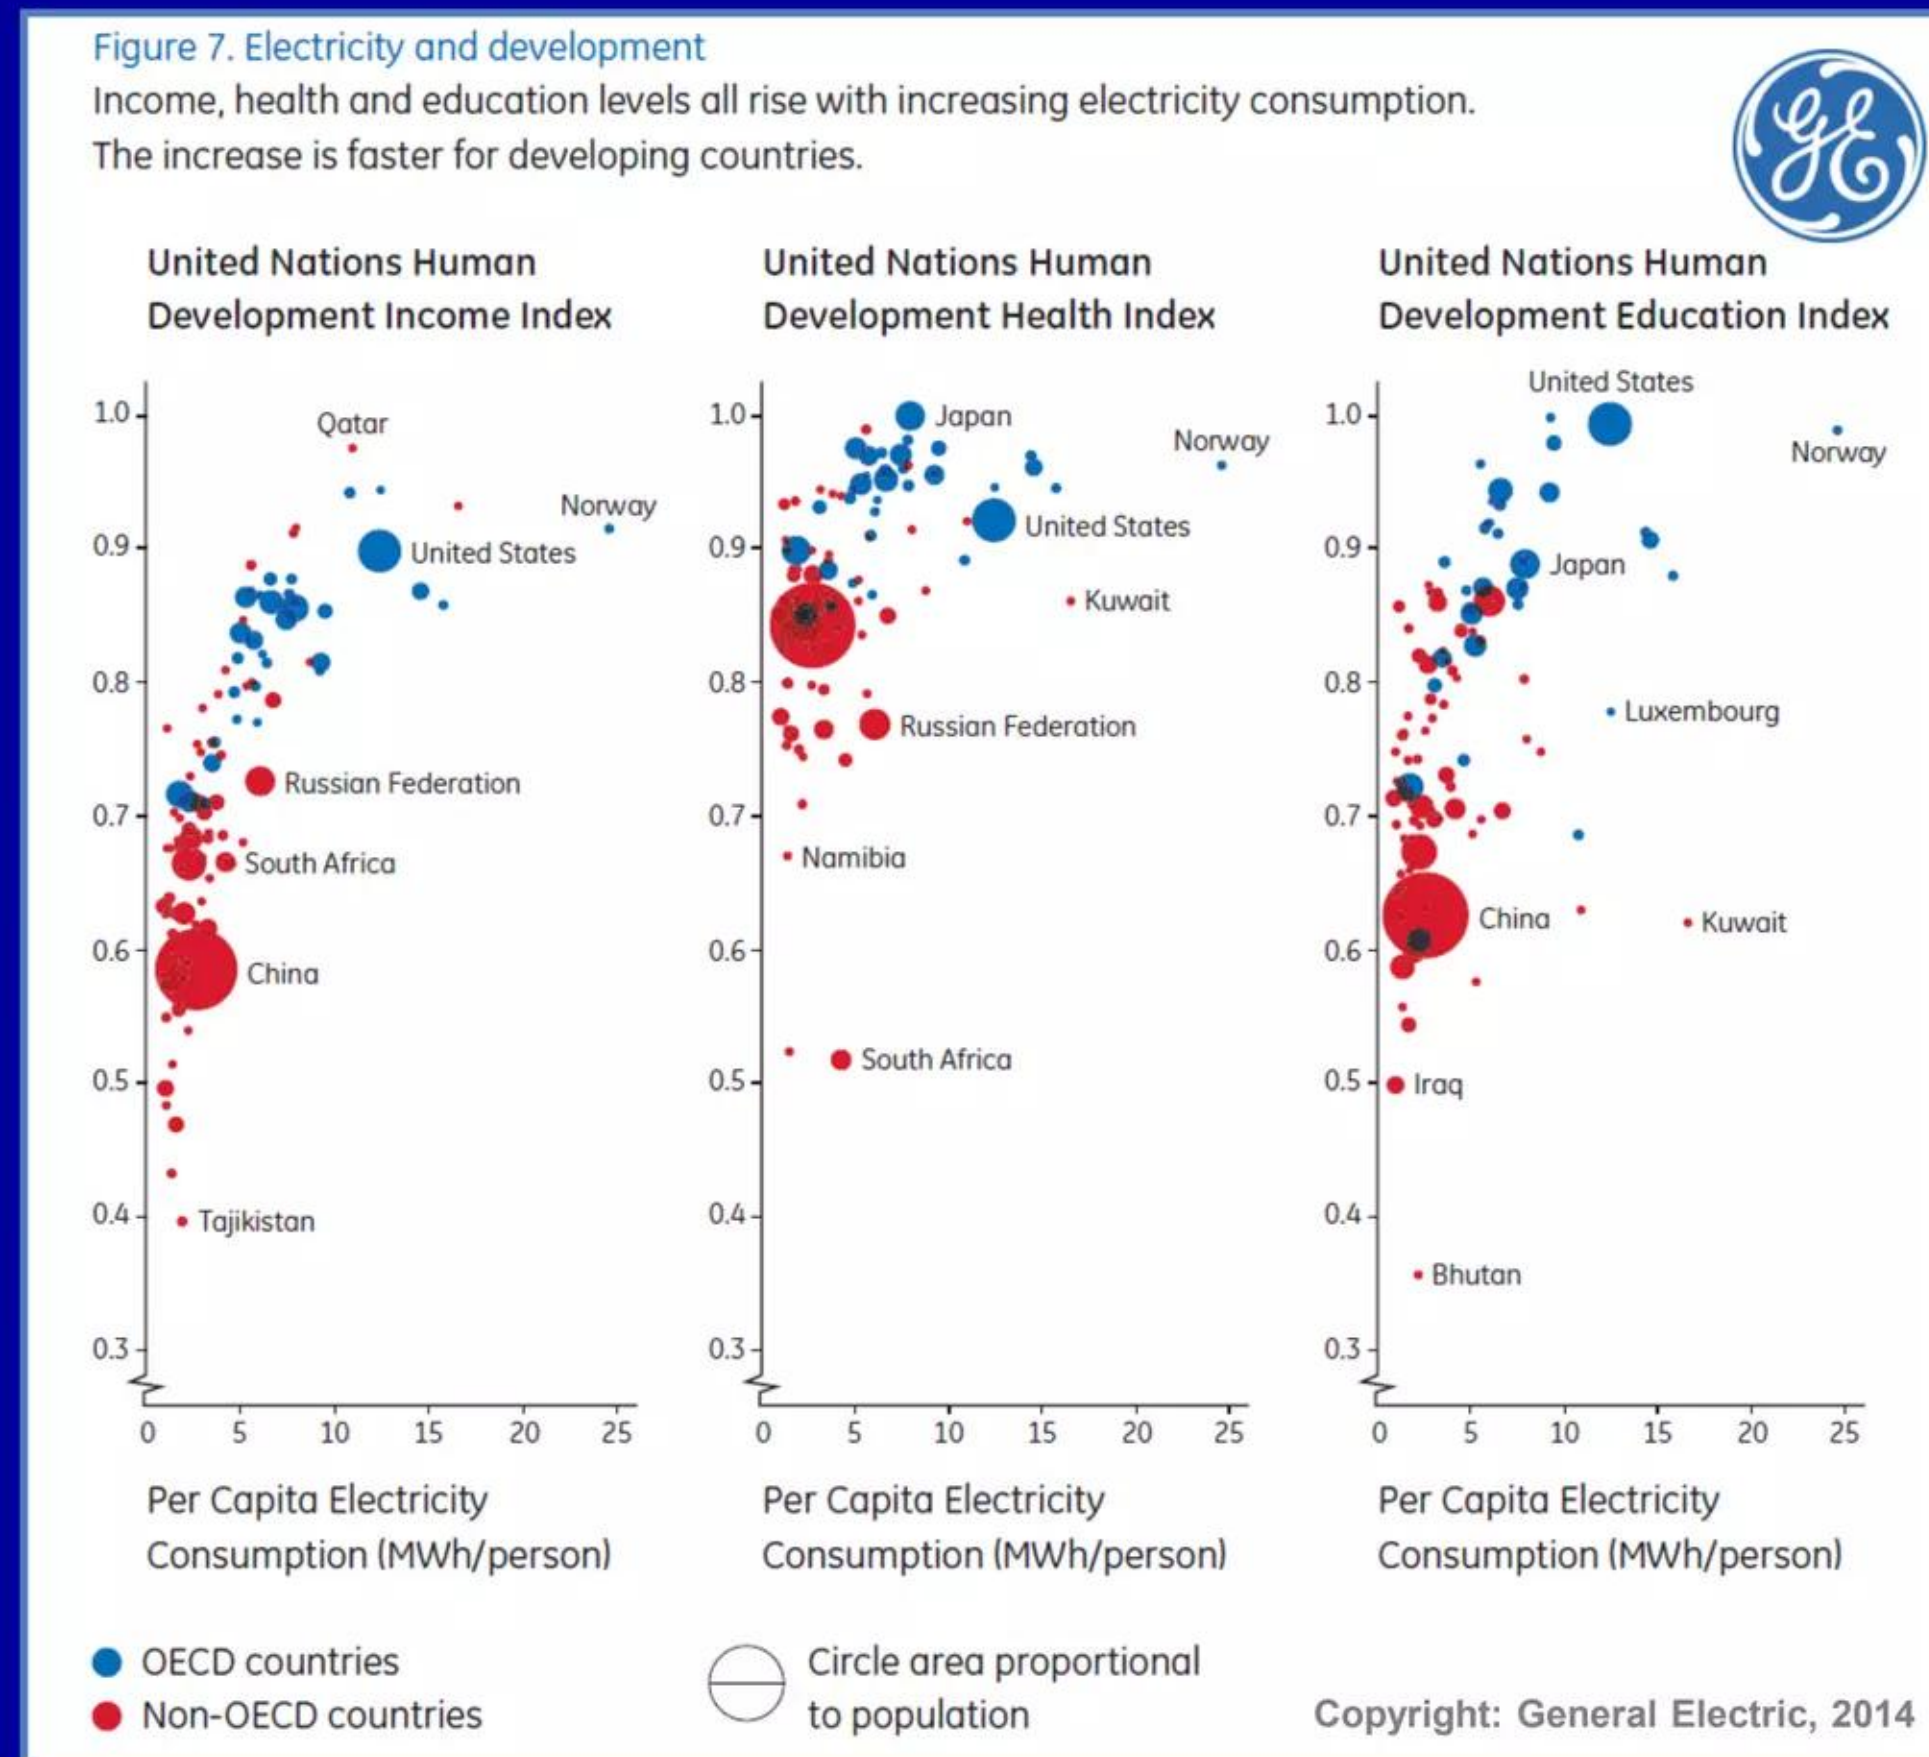 Figure 7. Electricity and development
Income, health and education levels all rise with increasing electricity consumption.
The increase is faster for developing countries.
GE
United Nations Human
Development Income Index
1.0
0.9
0.8
0.7
0.6
0.5
0.4
0.3
Qatar
Norway
United States
Russian Federation
South Africa
China
Tajikistan
0 5 10 15 20 25
Per Capita Electricity
Consumption (MWh/person)
United Nations Human
Development Health Index
1.0
0.9
0.8
0.7
0.6
0.5
0.4
0.3
Japan
Norway
United States
Kuwait
Russian Federation
Namibia
South Africa
0 5 10 15 20 25
Per Capita Electricity
Consumption (MWh/person)
United Nations Human
Development Education Index
1.0
0.9
0.8
0.7
0.6
0.5
0.4
0.3
United States
Norway
Japan
Luxembourg
China
Kuwait
Iraq
Bhutan
0 5 10 15 20 25
Per Capita Electricity
Consumption (MWh/person)
OECD countries
Non-OECD countries
Circle area proportional
to population
Copyright: General Electric, 2014